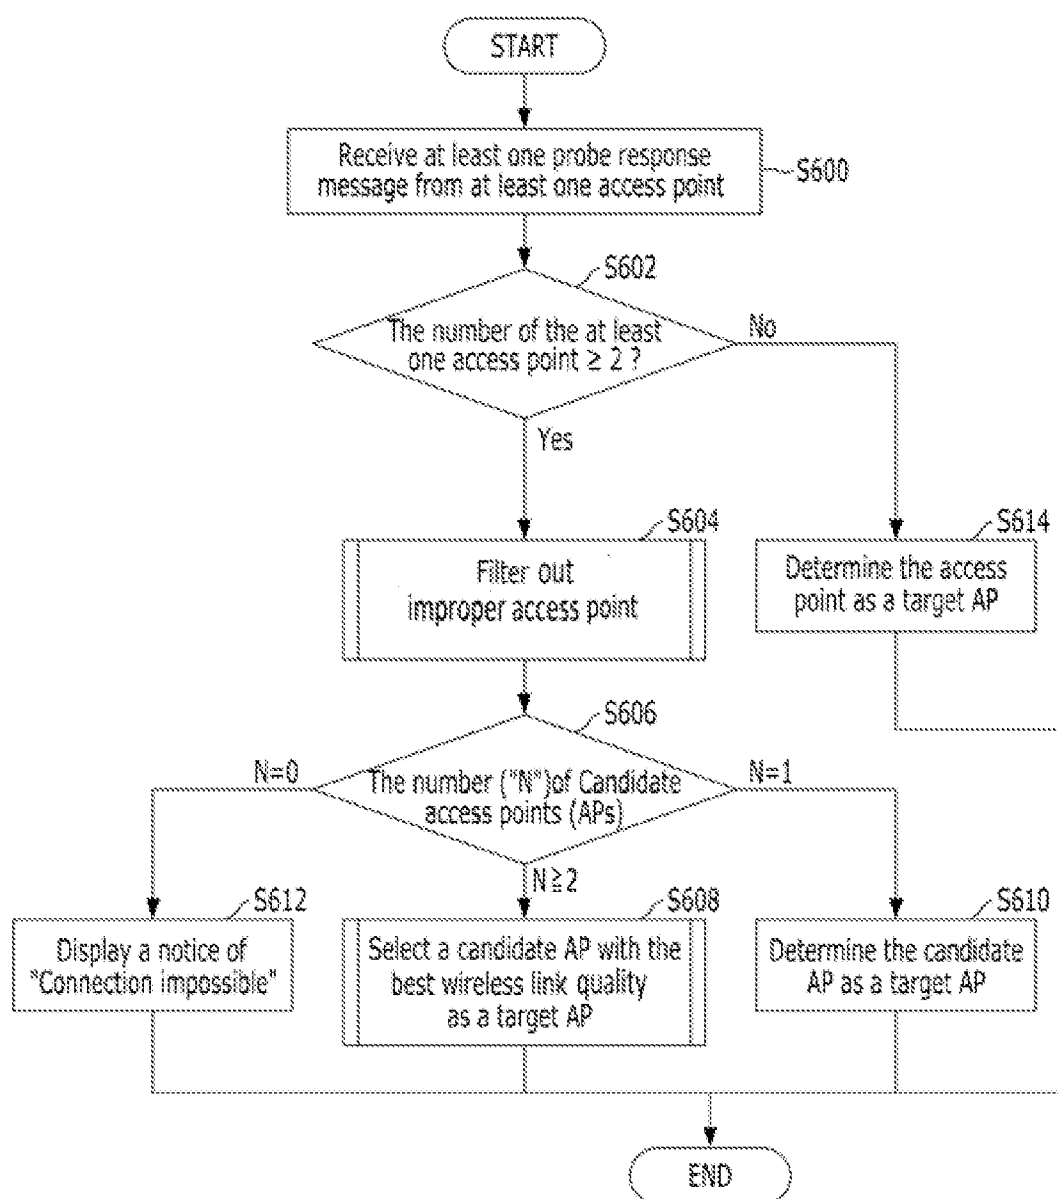 START
Receive at least one probe response
message from at least one access point
S600
S602
The number of the at least
one access point ≥ 2 ?
No
Yes
S604
Filter out
improper access point
S614
Determine the access
point as a target AP
S606
The number ("N")of Candidate
access points (APs)
N=0
N=1
N≧2
S612
Display a notice of
"Connection impossible"
S608
Select a candidate AP with the
best wireless link quality
as a target AP
S610
Determine the candidate
AP as a target AP
END